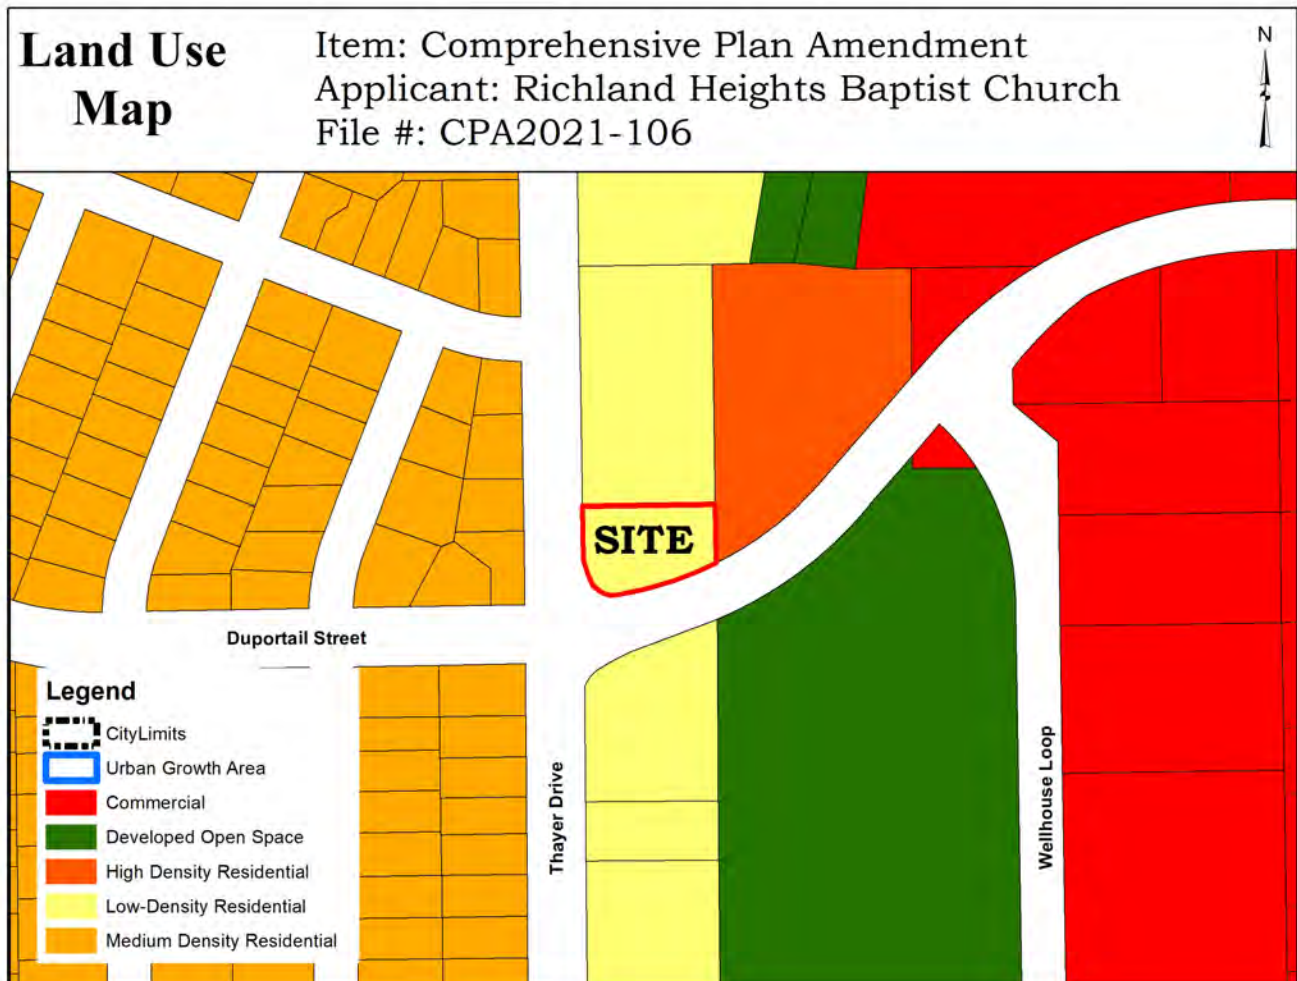 Land Use
Map
Item: Comprehensive Plan Amendment
Applicant: Richland Heights Baptist Church
File #: CPA2021-106
N
SITE
Duportail Street
Thayer Drive
Wellhouse Loop
Legend
CityLimits
Urban Growth Area
Commercial
Developed Open Space
High Density Residential
Low-Density Residential
Medium Density Residential